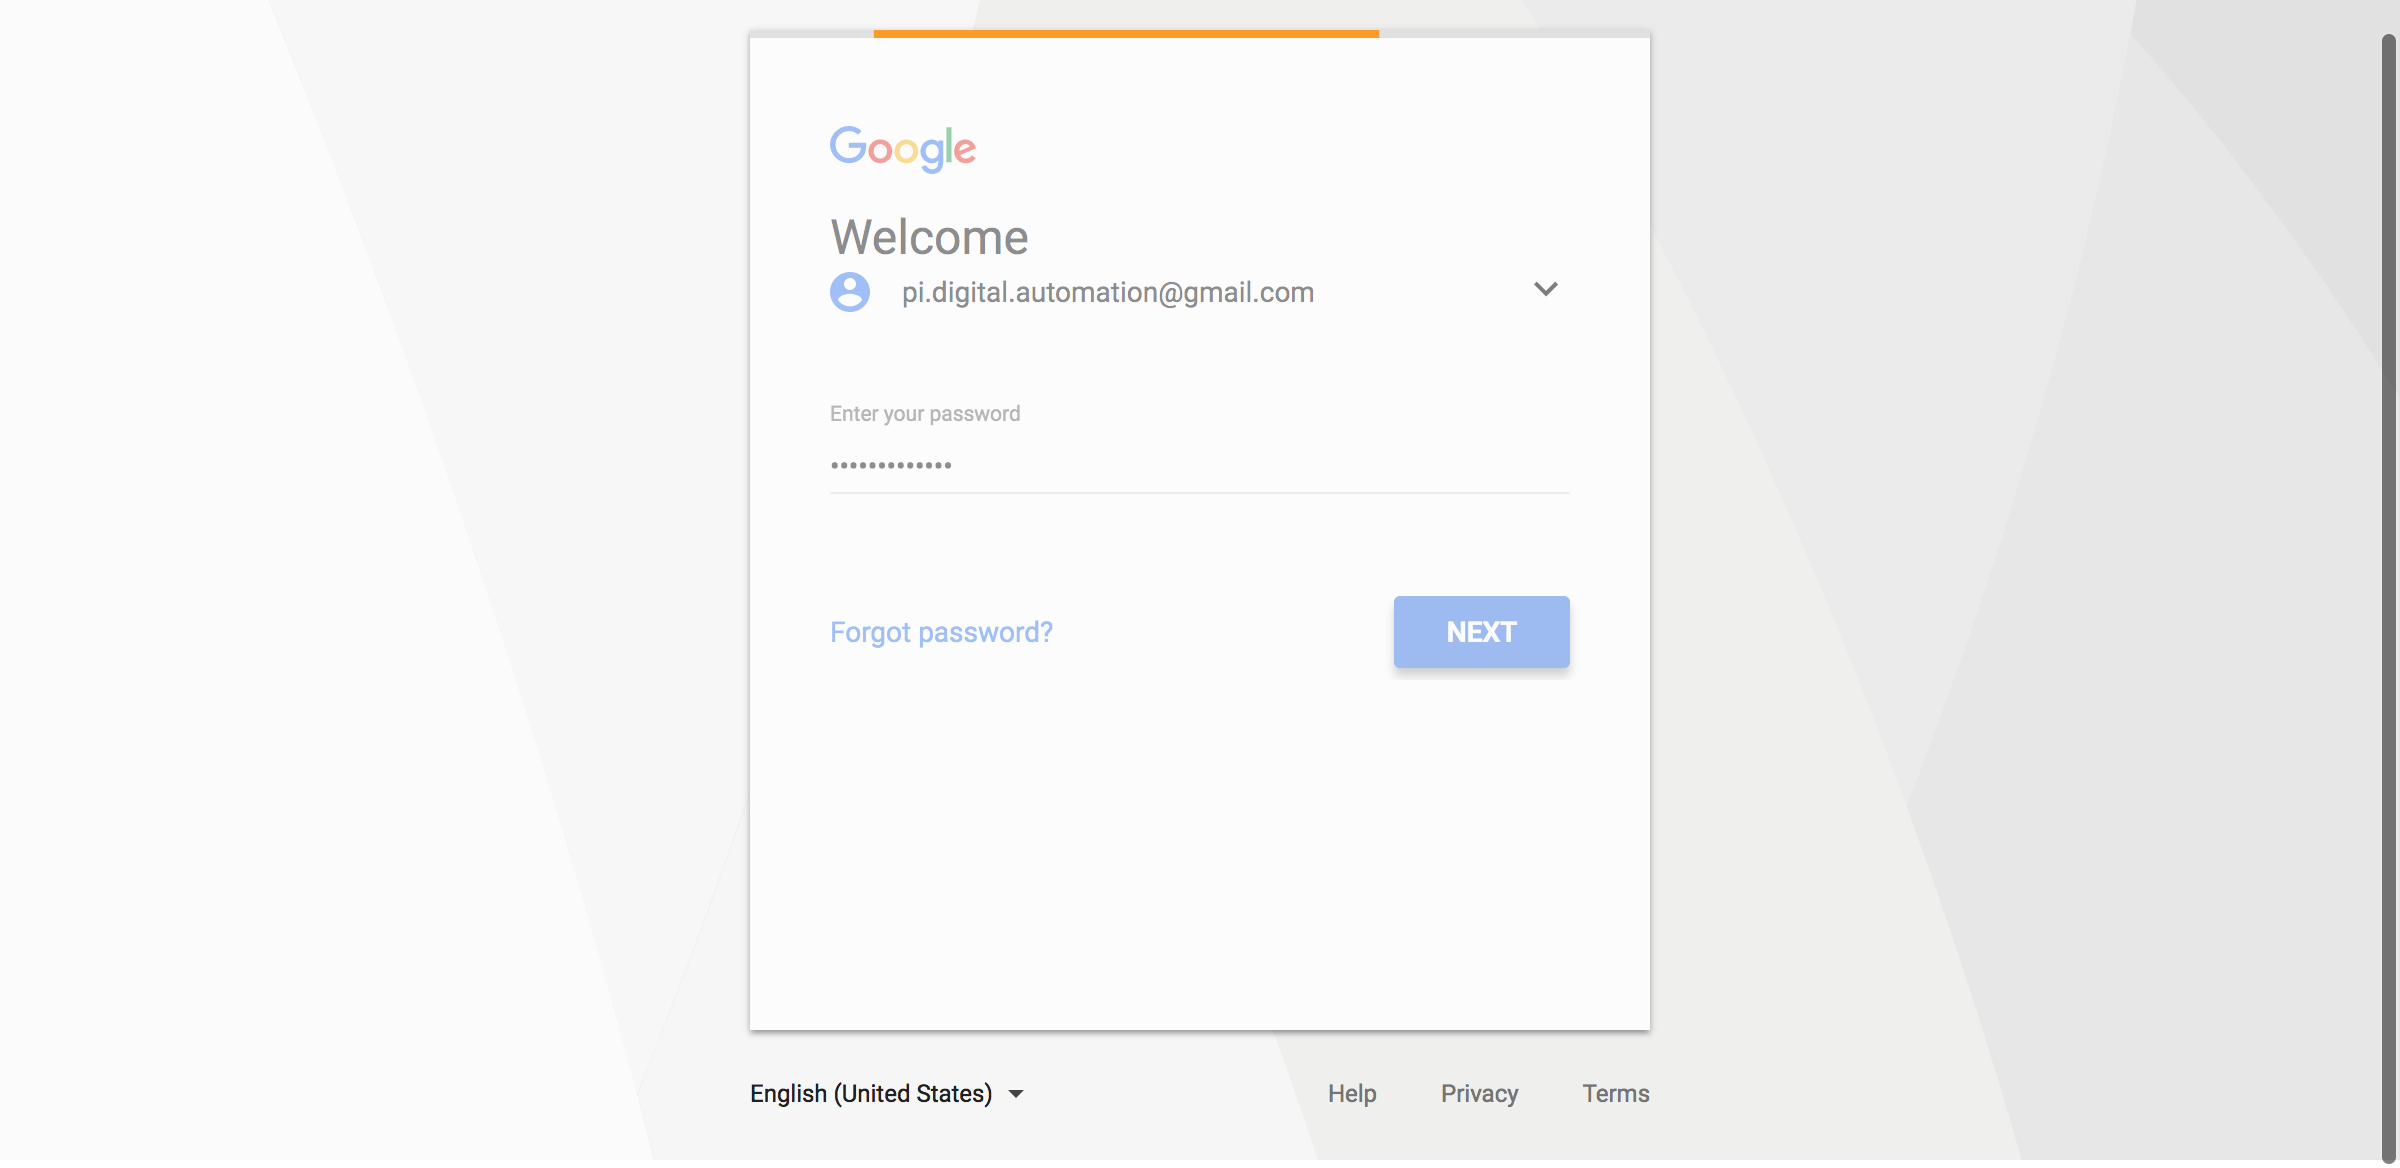 Google
Welcome
pi.digital.automation@gmail.com
Enter your password
•••••••••••••
Forgot password?
NEXT
English (United States)
Help
Privacy
Terms